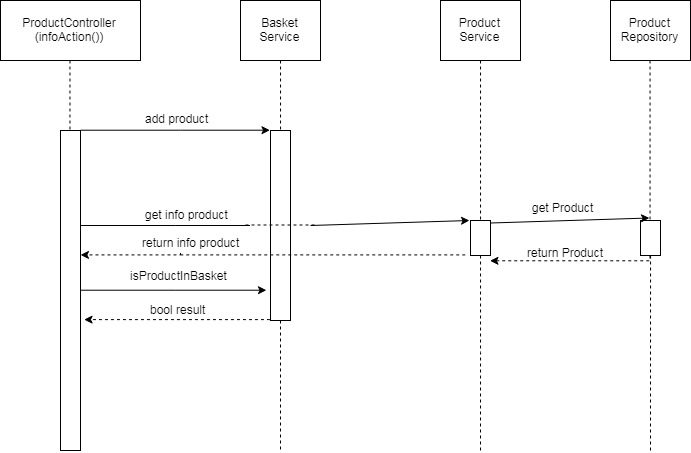 ProductController
(infoAction())
Basket
Service
Product
Service
Product
Repository
add product
get info product
get Product
return info product
return Product
isProductInBasket
bool result